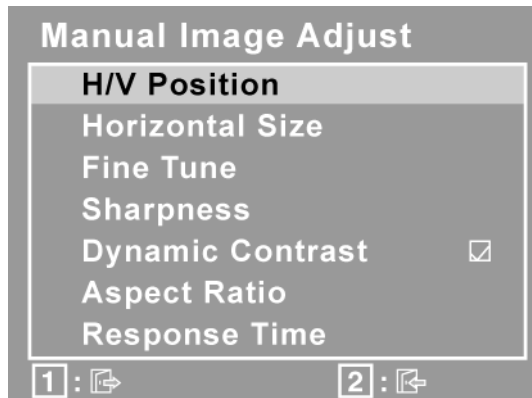 Manual Image Adjust
H/V Position
Horizontal Size
Fine Tune
Sharpness
Dynamic Contrast
Aspect Ratio
Response Time
1 : 2 :